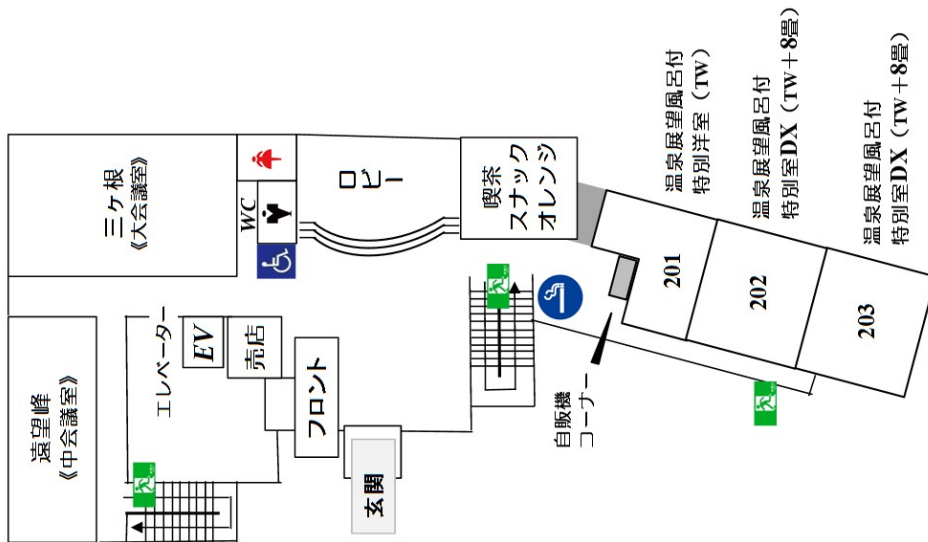 三ヶ根
《大会議室》
遠望峰
《中会議室》
WC
ロビー
喫茶
スナック
オレンジ
エレベーター
EV
売店
フロント
玄関
自販機
コーナー
201
202
203
温泉展望風呂付
特別洋室（TW）
温泉展望風呂付
特別室DX（TW＋8畳）
温泉展望風呂付
特別室DX（TW＋8畳）